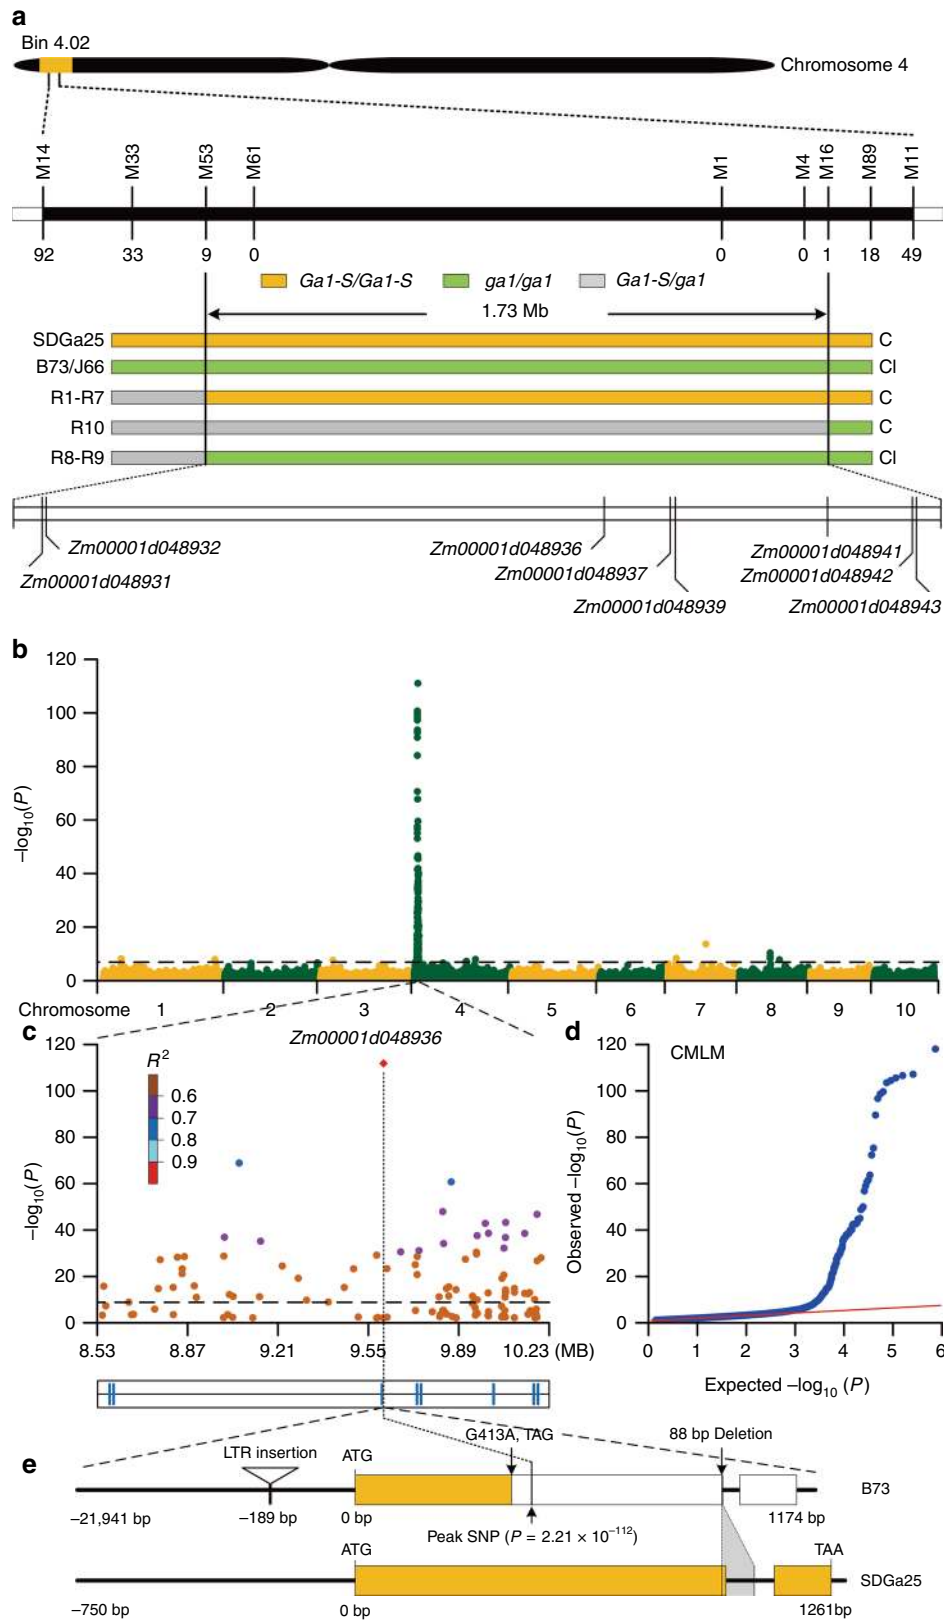 a
Bin 4.02
Chromosome 4
M14 M33 M53 M61 M1 M4 M16 M89 M11
92 33 9 0 0 0 1 18 49
Ga1-S/Ga1-S ga1/ga1 Ga1-S/ga1
1.73 Mb
SDGa25 C
B73/J66 CI
R1-R7 C
R10 C
R8-R9 CI
Zm00001d048932 Zm00001d048936 Zm00001d048941
Zm00001d048931 Zm00001d048937 Zm00001d048942
Zm00001d048939 Zm00001d048943
b
120
100
80
60
40
20
0
–log10(P)
Chromosome 1 2 3 4 5 6 7 8 9 10
c
Zm00001d048936
R2
0.6
0.7
0.8
0.9
120
100
80
60
40
20
0
–log10(P)
8.53 8.87 9.21 9.55 9.89 10.23 (MB)
d
CMLM
120
100
80
60
40
20
0
Observed –log10(P)
0 1 2 3 4 5 6
Expected –log10 (P)
e
G413A, TAG 88 bp Deletion
LTR insertion ATG
B73
–21,941 bp –189 bp 0 bp 1174 bp
Peak SNP (P = 2.21 × 10–112)
ATG TAA
SDGa25
–750 bp 0 bp 1261bp